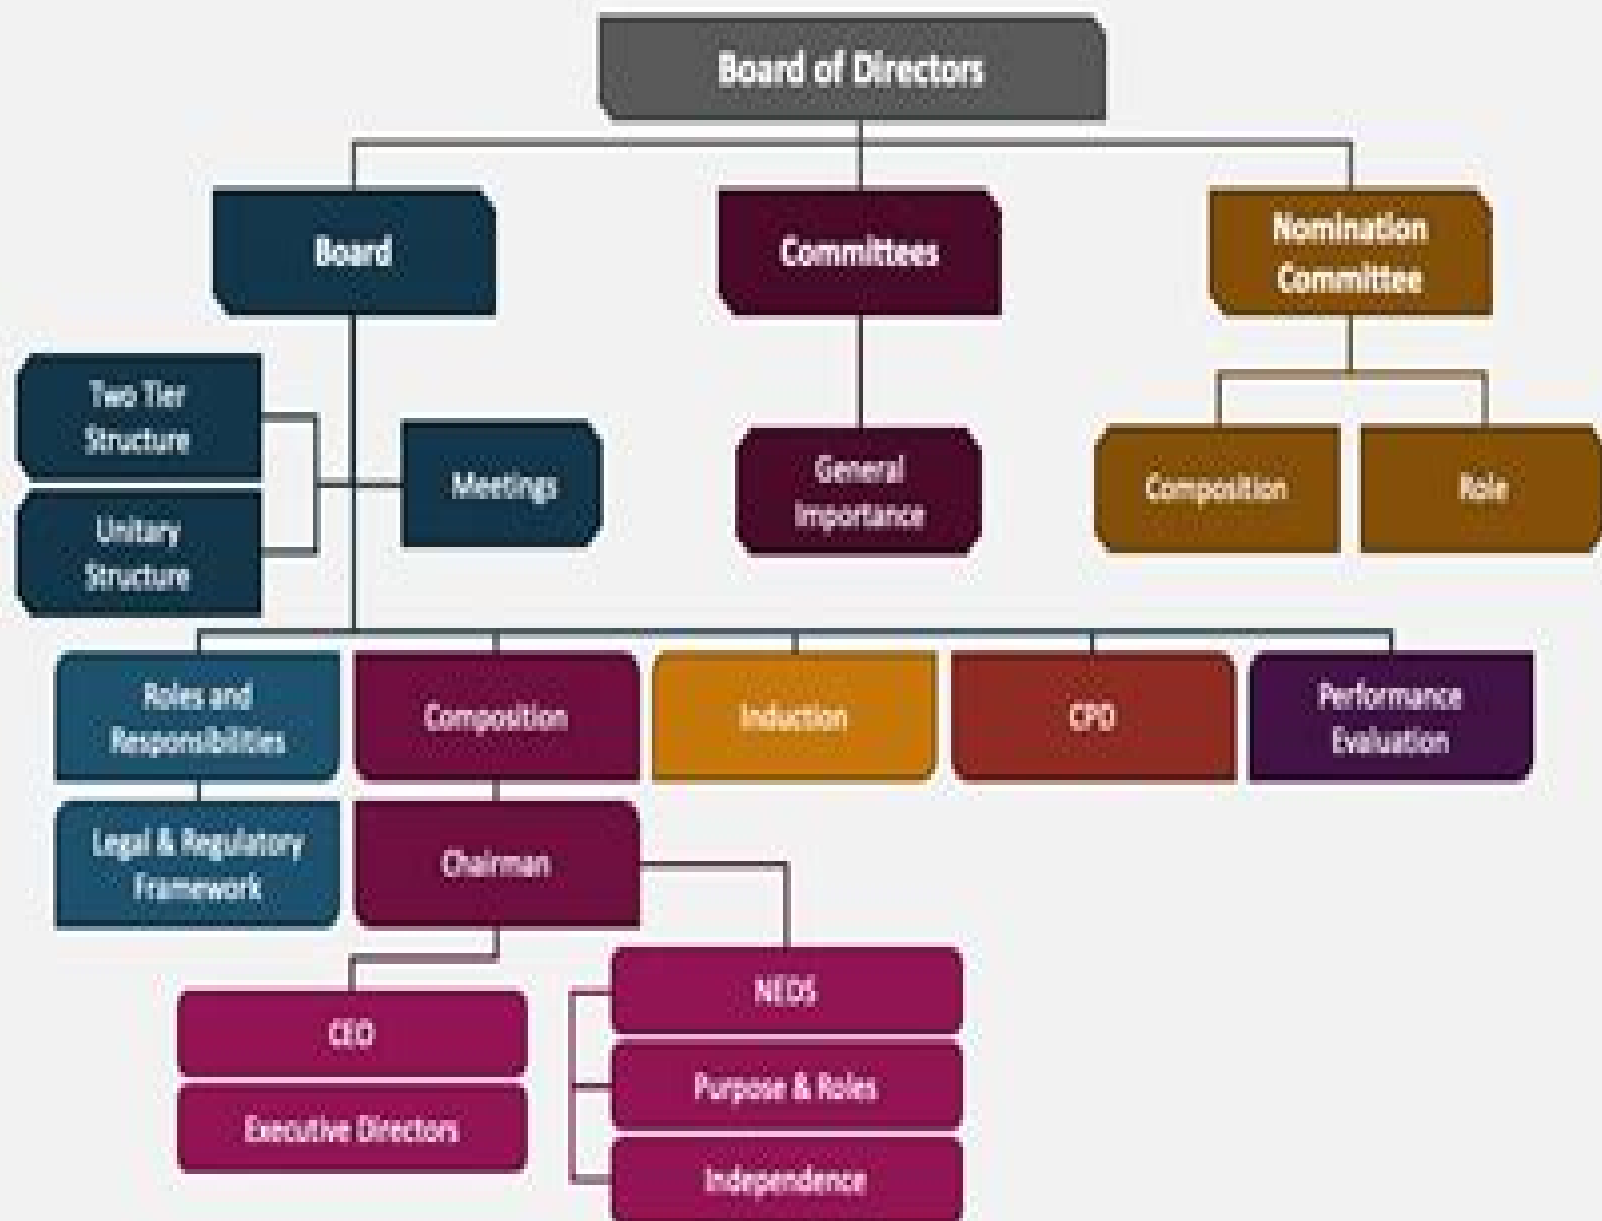 Board of Directors
Board
Committees
Nomination
Committee
Two Tier
Structure
Unitary
Structure
Meetings
General
Importance
Composition
Role
Roles and
Responsibilities
Composition
Induction
CPD
Performance
Evaluation
Legal & Regulatory
Framework
Chairman
CEO
Executive Directors
NEDS
Purpose & Roles
Independence